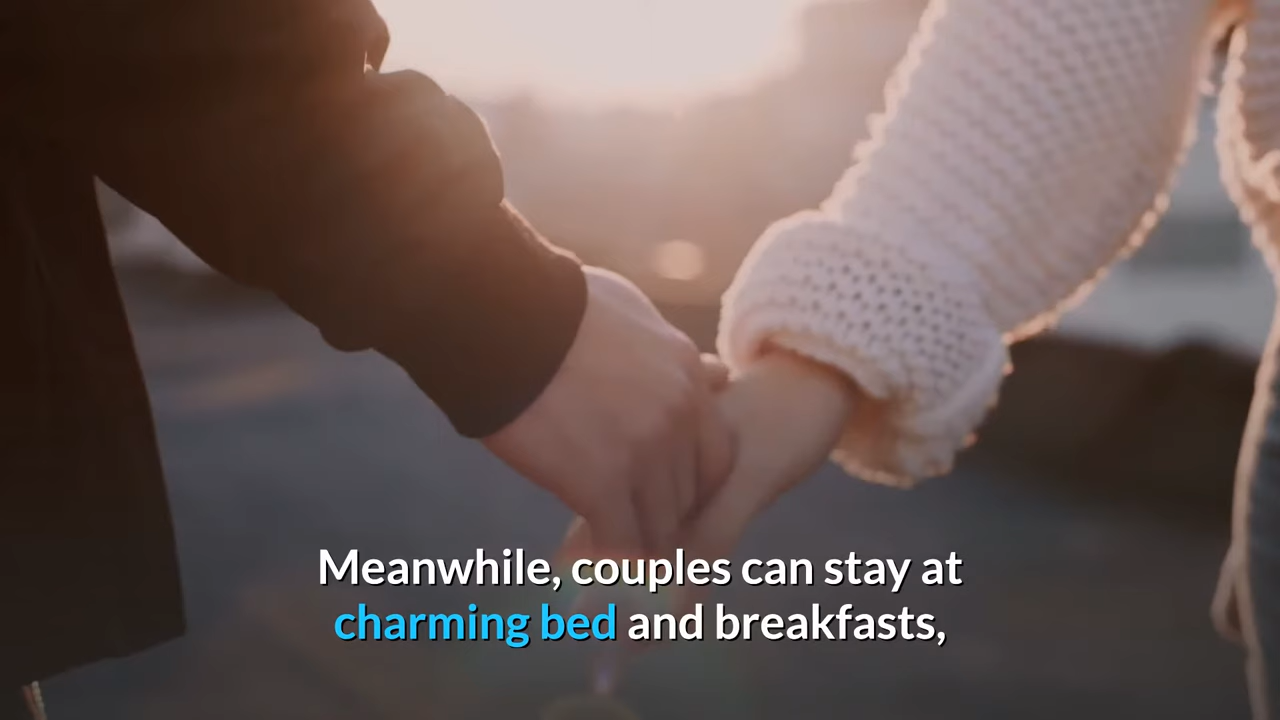 Meanwhile, couples can stay at
charming bed and breakfasts,